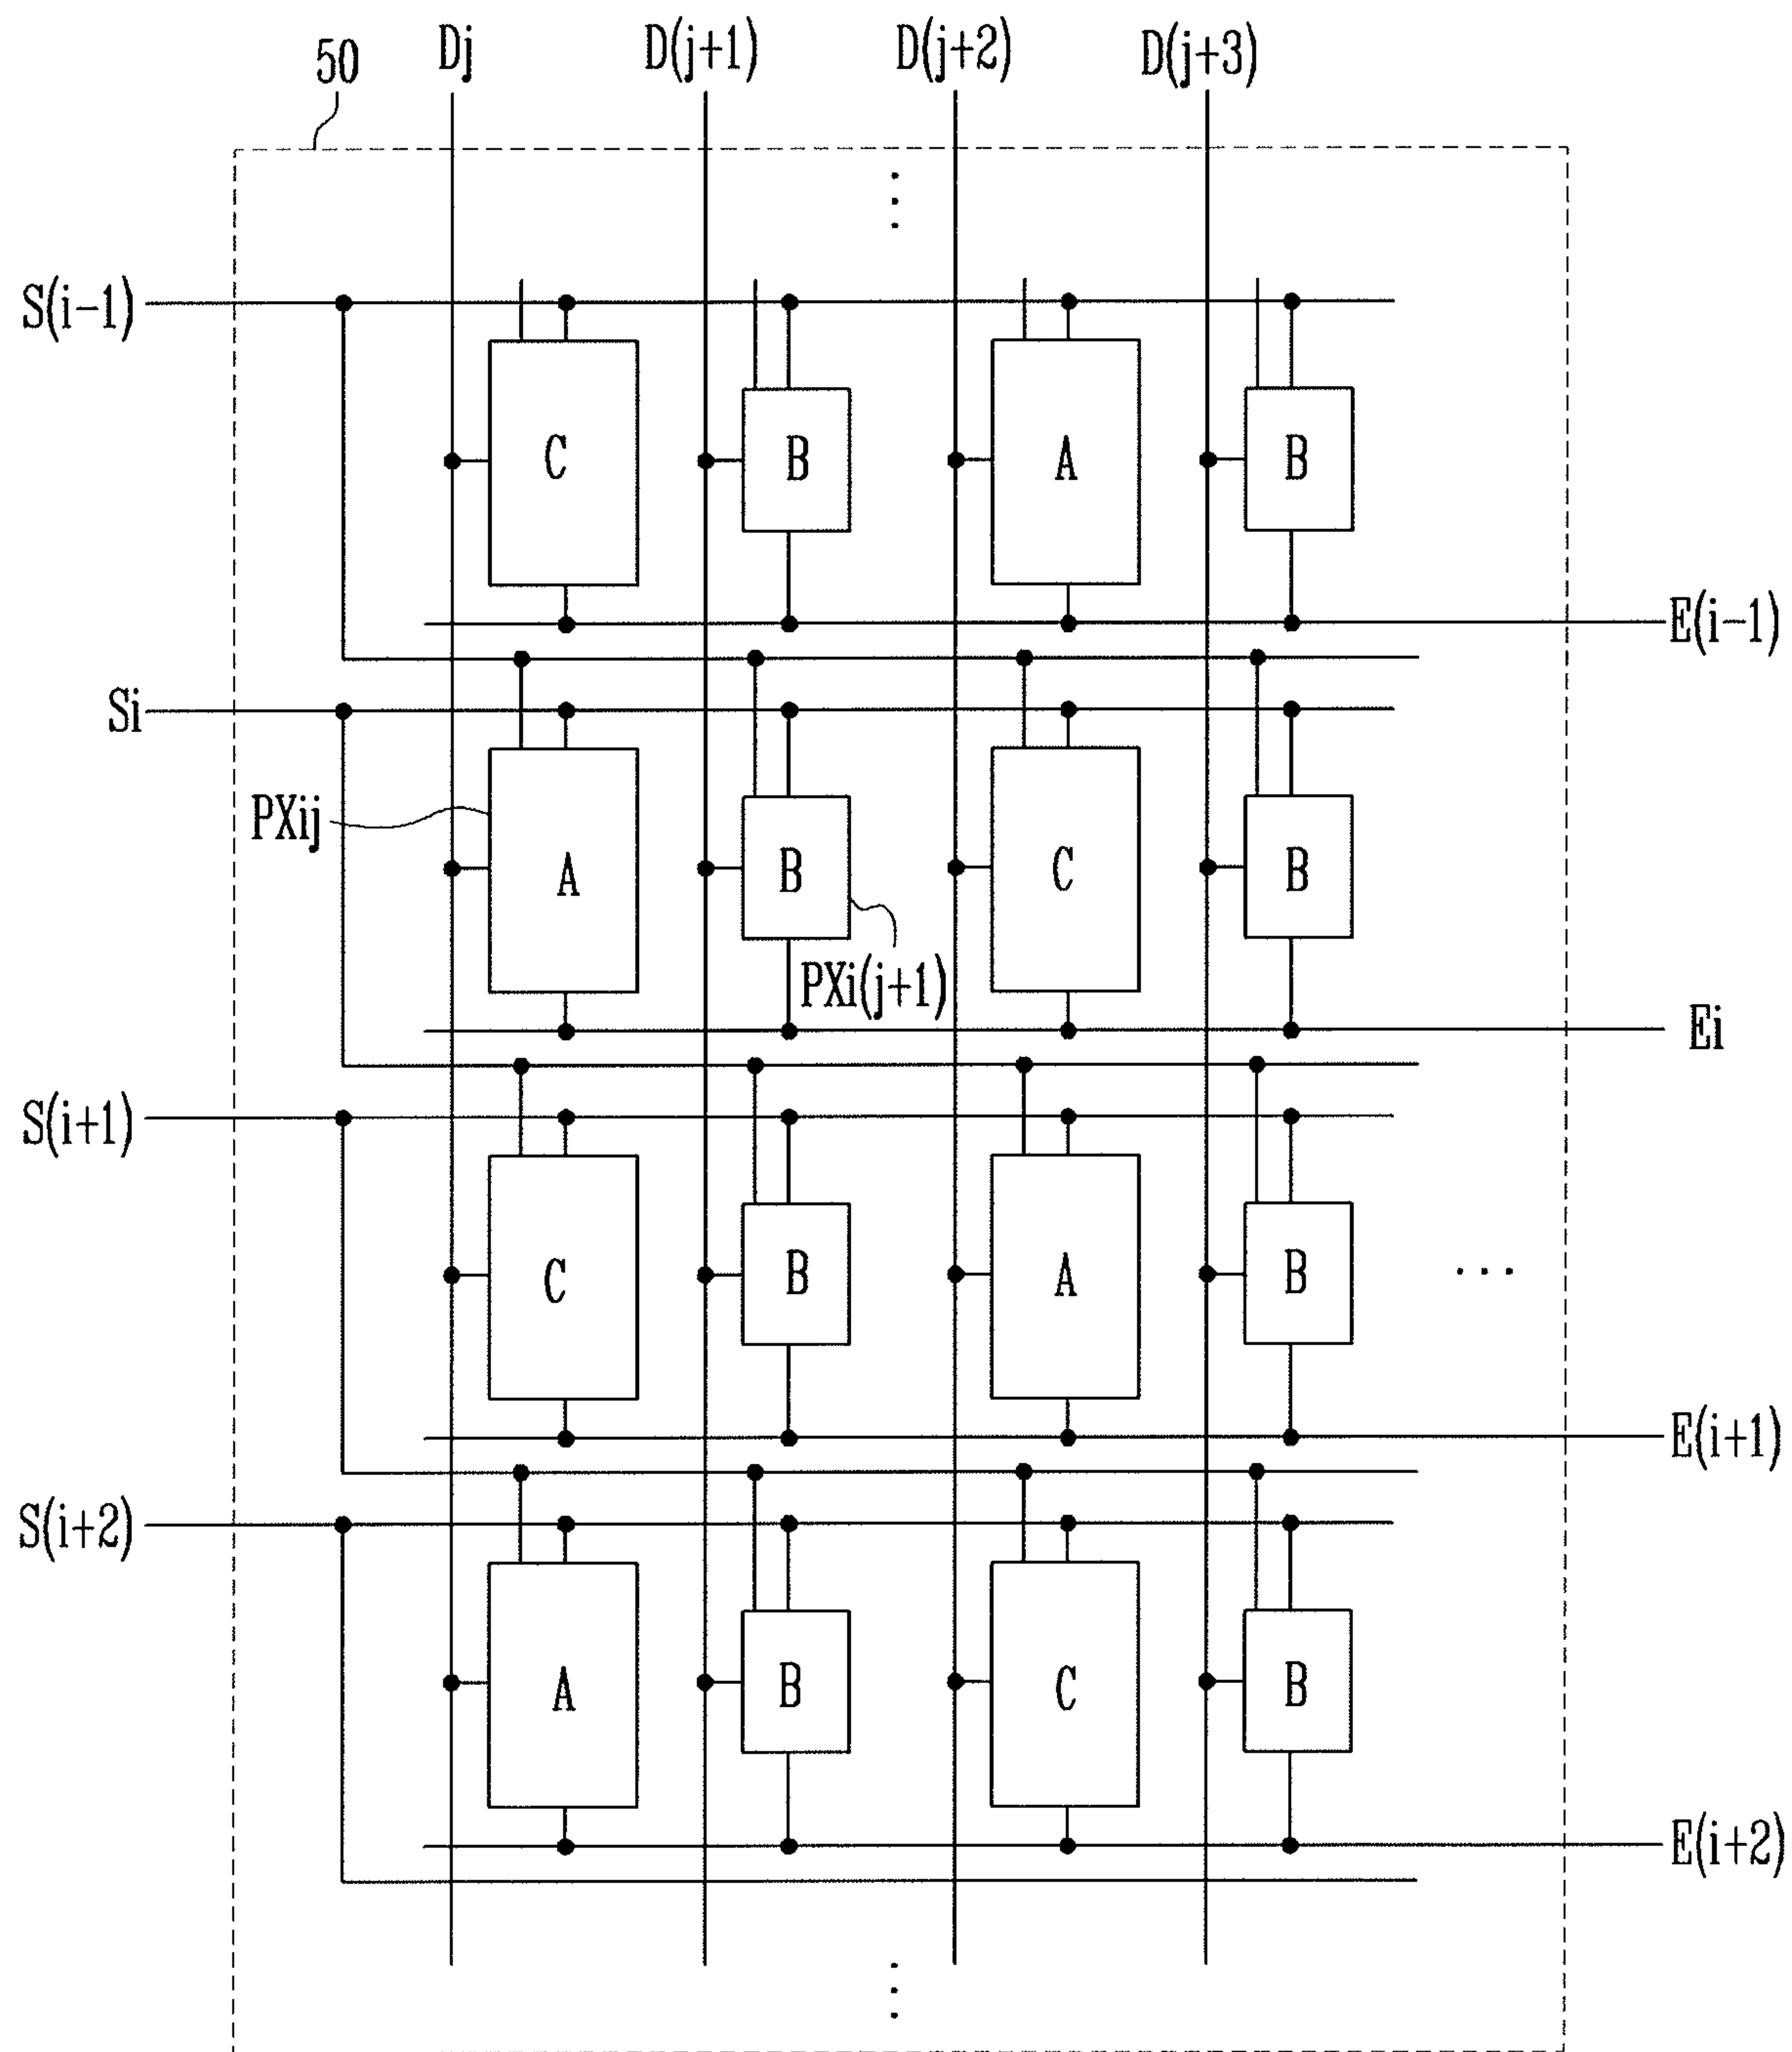 50 Dj D(j+1) D(j+2) D(j+3)
S(i-1)
C B A B
E(i-1)
Si
PXij
A B C B
PXi(j+1)
Ei
S(i+1)
C B A B
E(i+1)
S(i+2)
A B C B
E(i+2)